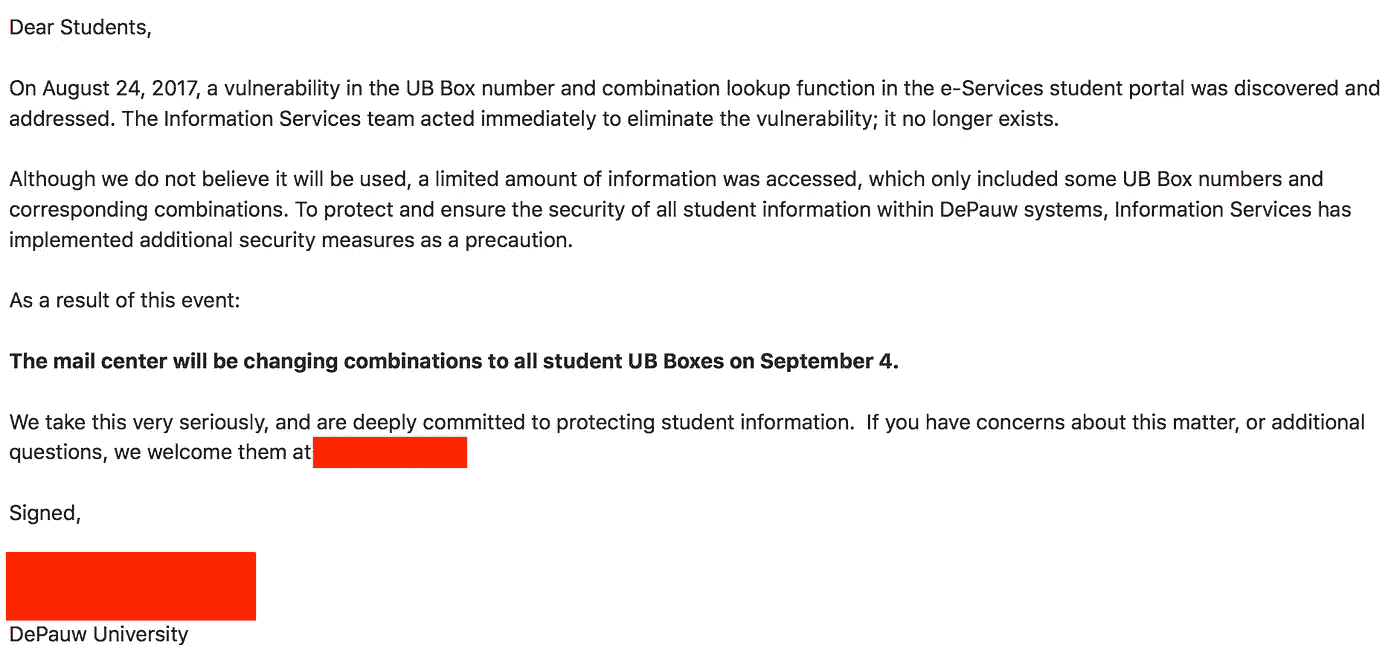 Dear Students,
On August 24, 2017, a vulnerability in the UB Box number and combination lookup function in the e-Services student portal was discovered and
addressed. The Information Services team acted immediately to eliminate the vulnerability; it no longer exists.
Although we do not believe it will be used, a limited amount of information was accessed, which only included some UB Box numbers and
corresponding combinations. To protect and ensure the security of all student information within DePauw systems, Information Services has
implemented additional security measures as a precaution.
As a result of this event:
The mail center will be changing combinations to all student UB Boxes on September 4.
We take this very seriously, and are deeply committed to protecting student information.  If you have concerns about this matter, or additional
questions, we welcome them at
Signed,
DePauw University